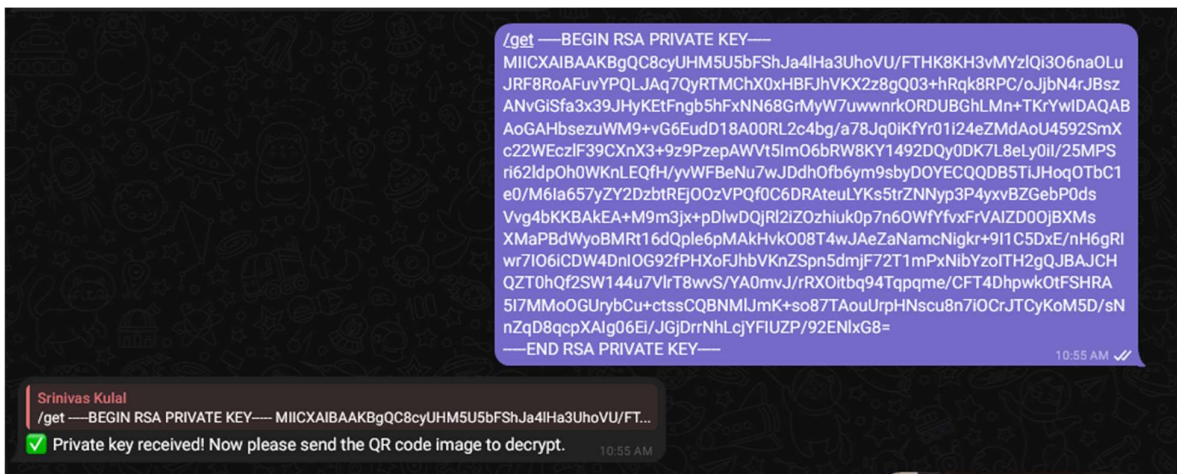 /get -----BEGIN RSA PRIVATE KEY-----
MIICXAIBAAKBgQC8cyUHM5U5bFShJa4lHa3UhoVU/FTHK8KH3vMYzlQi3O6naOLu
JRF8RoAFuvYPQLJAq7QyRTMChX0xHBFJhVKX2z8gQ03+hRqk8RPC/oJjbN4rJBsz
ANvGiSfa3x39JHyKEtFngb5hFxNN68GrMyW7uwwnrkORDUBGhLMn+TKrYwIDAQAB
AoGAHbsezuWM9+vG6EudD18A00RL2c4bg/a78Jq0iKfYr01i24eZMdAoU4592SmX
c22WEczlF39CXnX3+9z9PzepAWVt5ImO6bRW8KY1492DQy0DK7L8eLy0iI/25MPS
ri62ldpOh0WKnLEQfH/yvWFBeNu7wJDdhOfb6ym9sbyDOYECQQDB5TiJHoqOTbC1
e0/M6Ia657yZY2DzbtREjOOzVPQf0C6DRAteuLYKs5trZNNyp3P4yxvBZGebP0ds
Vvg4bKKBAkEA+M9m3jx+pDlwDQjRl2iZOzhiuk0p7n6OWfYfvxFrVAIZD0OjBXMs
XMaPBdWyoBMRt16dQple6pMAkHvkO08T4wJAeZaNamcNigkr+9I1C5DxE/nH6gRI
wr7IO6iCDW4DnIOG92fPHXoFJhbVKnZSpn5dmjF72T1mPxNibYzoITH2gQJBAJCH
QZT0hQf2SW144u7VlrT8wvS/YA0mvJ/rRXOitbq94Tqpqme/CFT4DhpwkOtFSHRA
5I7MMoOGUrybCu+ctssCQBNMlJmK+so87TAouUrpHNscu8n7iOCrJTCyKoM5D/sN
nZqD8qcpXAIg06Ei/JGjDrrNhLcjYFIUZP/92ENlxG8=
-----END RSA PRIVATE KEY-----
10:55 AM
Srinivas Kulal
/get -----BEGIN RSA PRIVATE KEY----- MIICXAIBAAKBgQC8cyUHM5U5bFShJa4lHa3UhoVU/FT...
✅ Private key received! Now please send the QR code image to decrypt.
10:55 AM